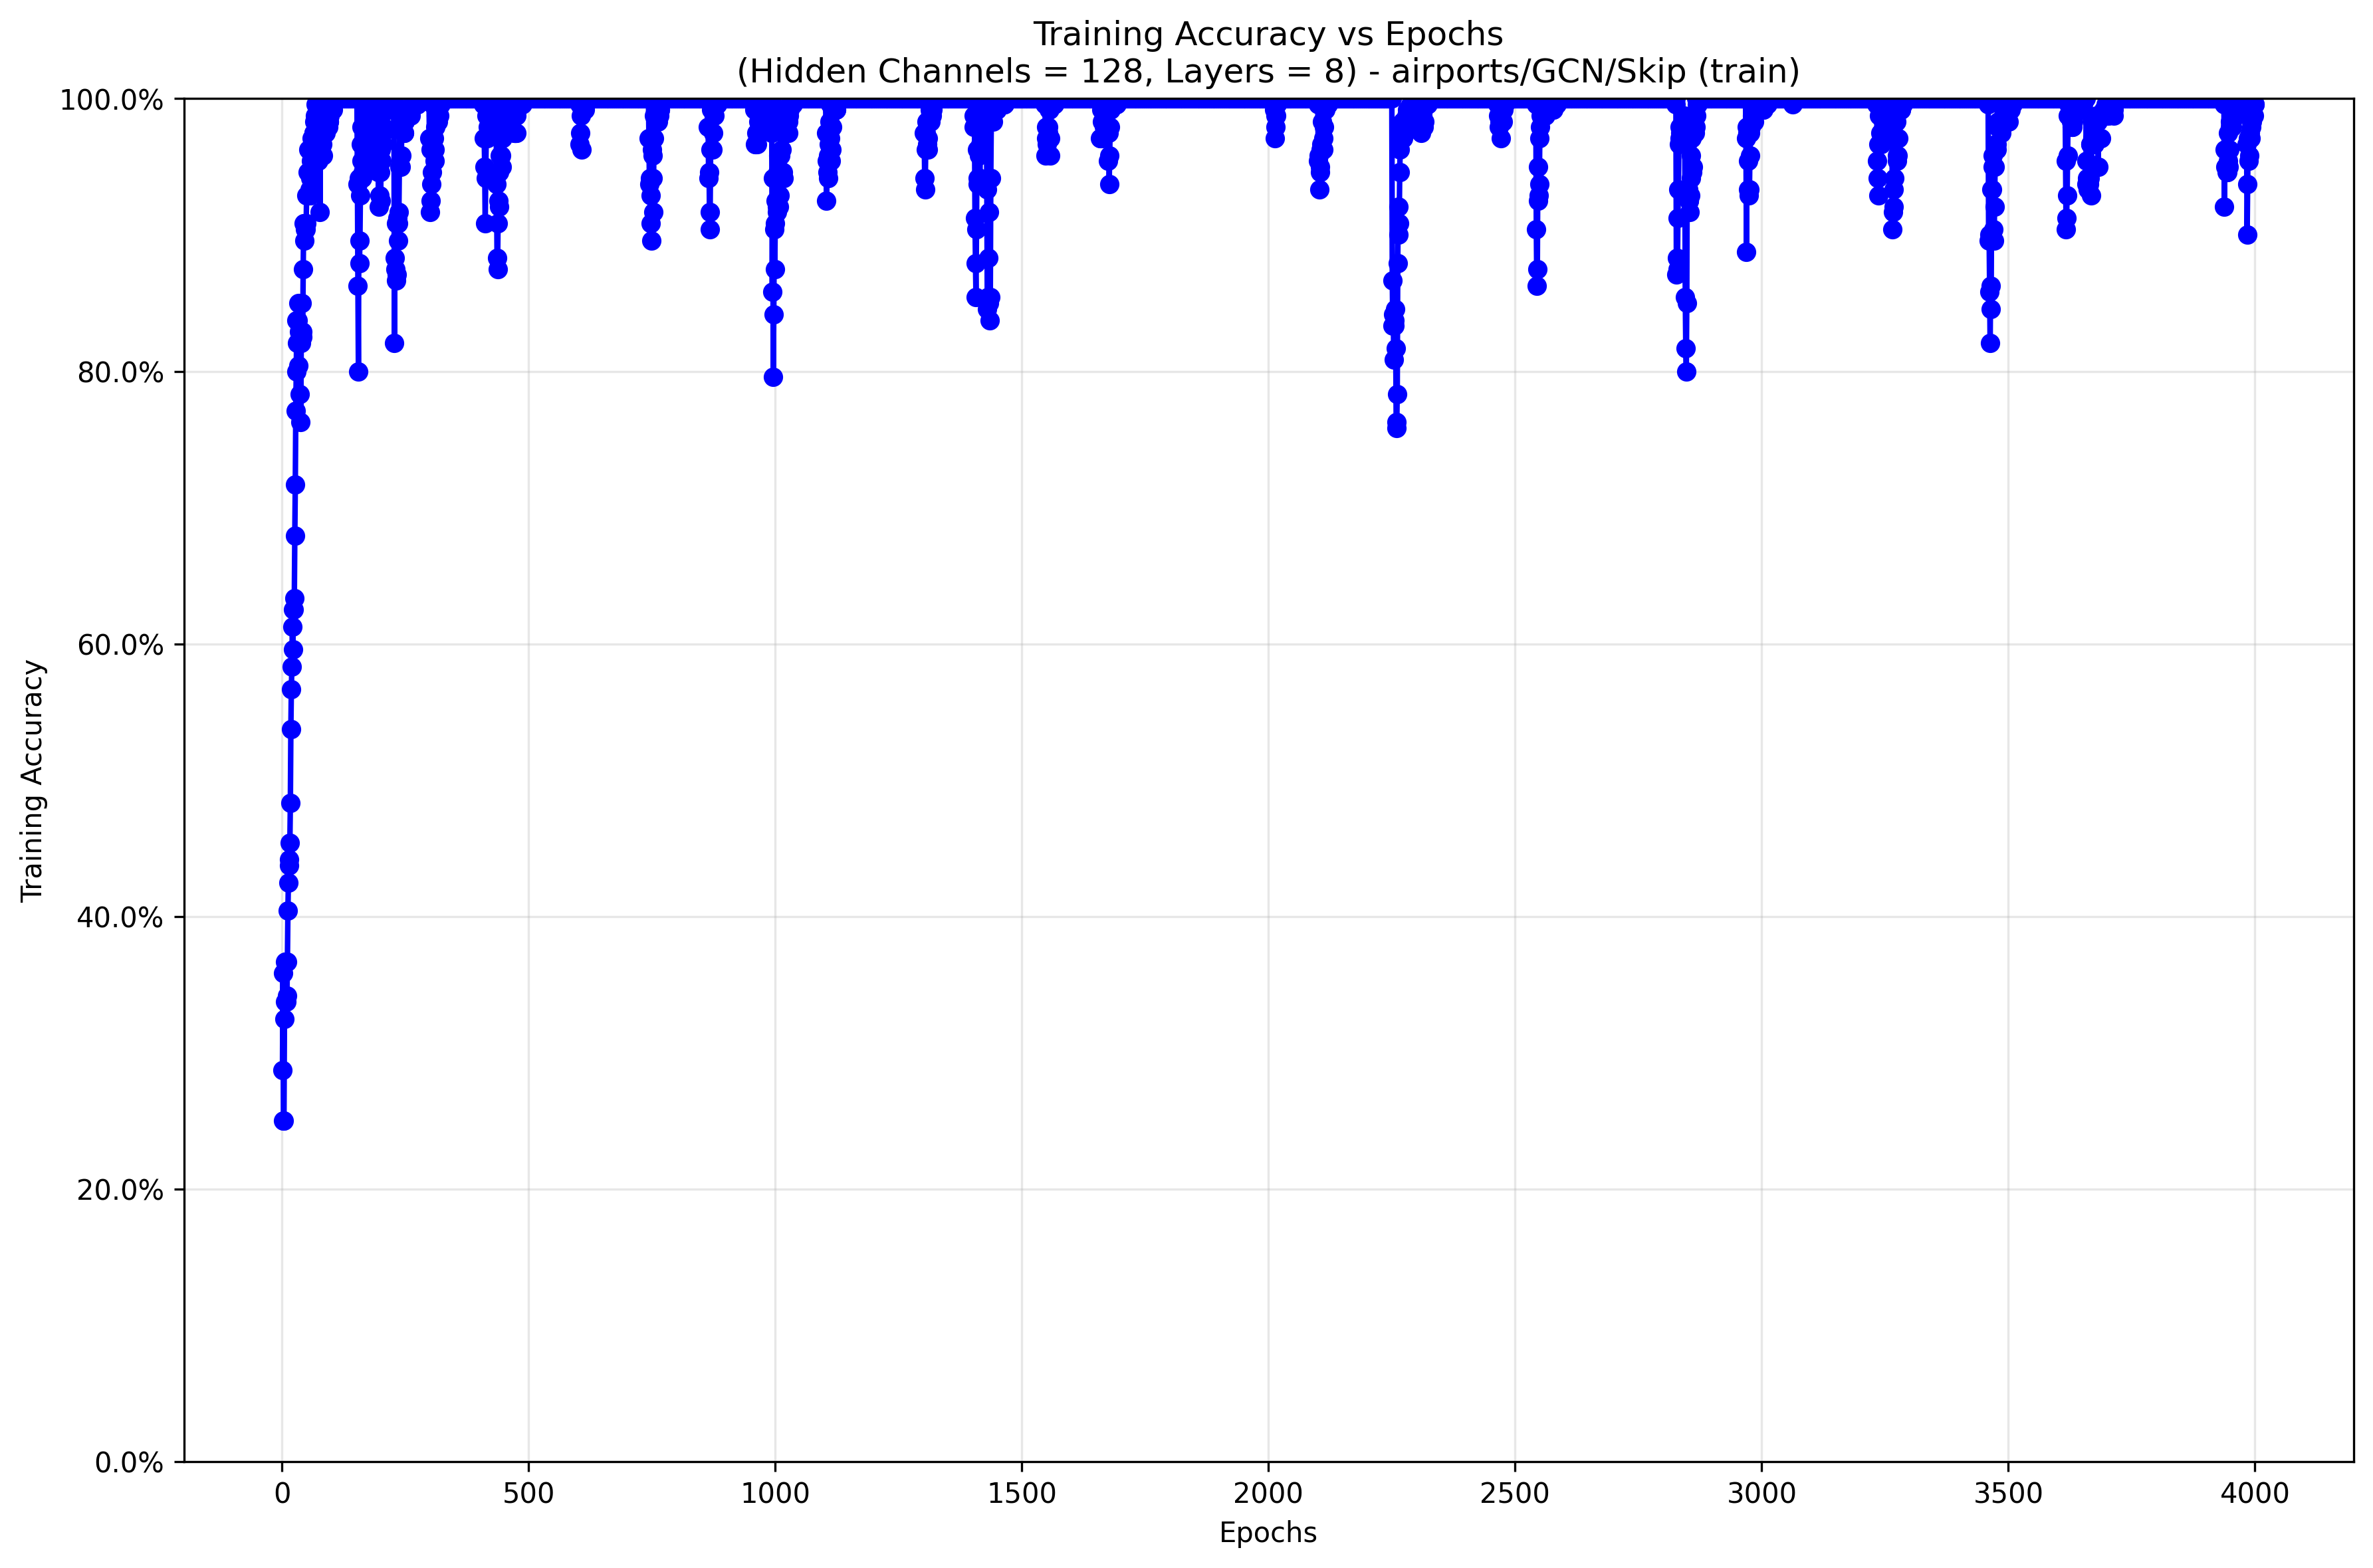 Training Accuracy vs Epochs
(Hidden Channels = 128, Layers = 8) - airports/GCN/Skip (train)
100.0%
80.0%
60.0%
40.0%
20.0%
0.0%
Training Accuracy
0 500 1000 1500 2000 2500 3000 3500 4000
Epochs